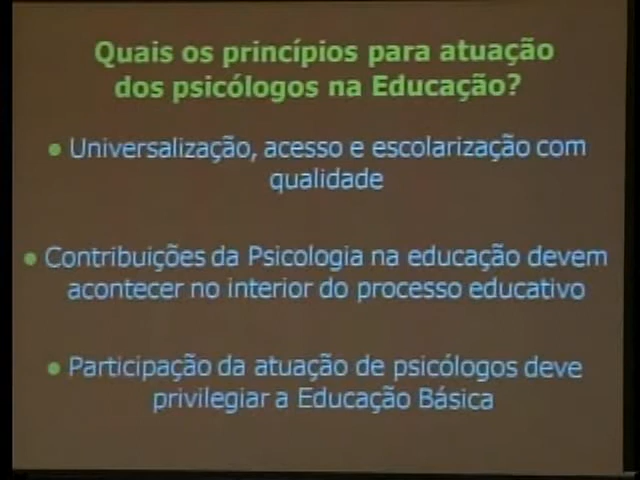 Quais os princípios para atuação
dos psicólogos na Educação?
• Universalização, acesso e escolarização com
qualidade
• Contribuições da Psicologia na educação devem
acontecer no interior do processo educativo
• Participação da atuação de psicólogos deve
privilegiar a Educação Básica